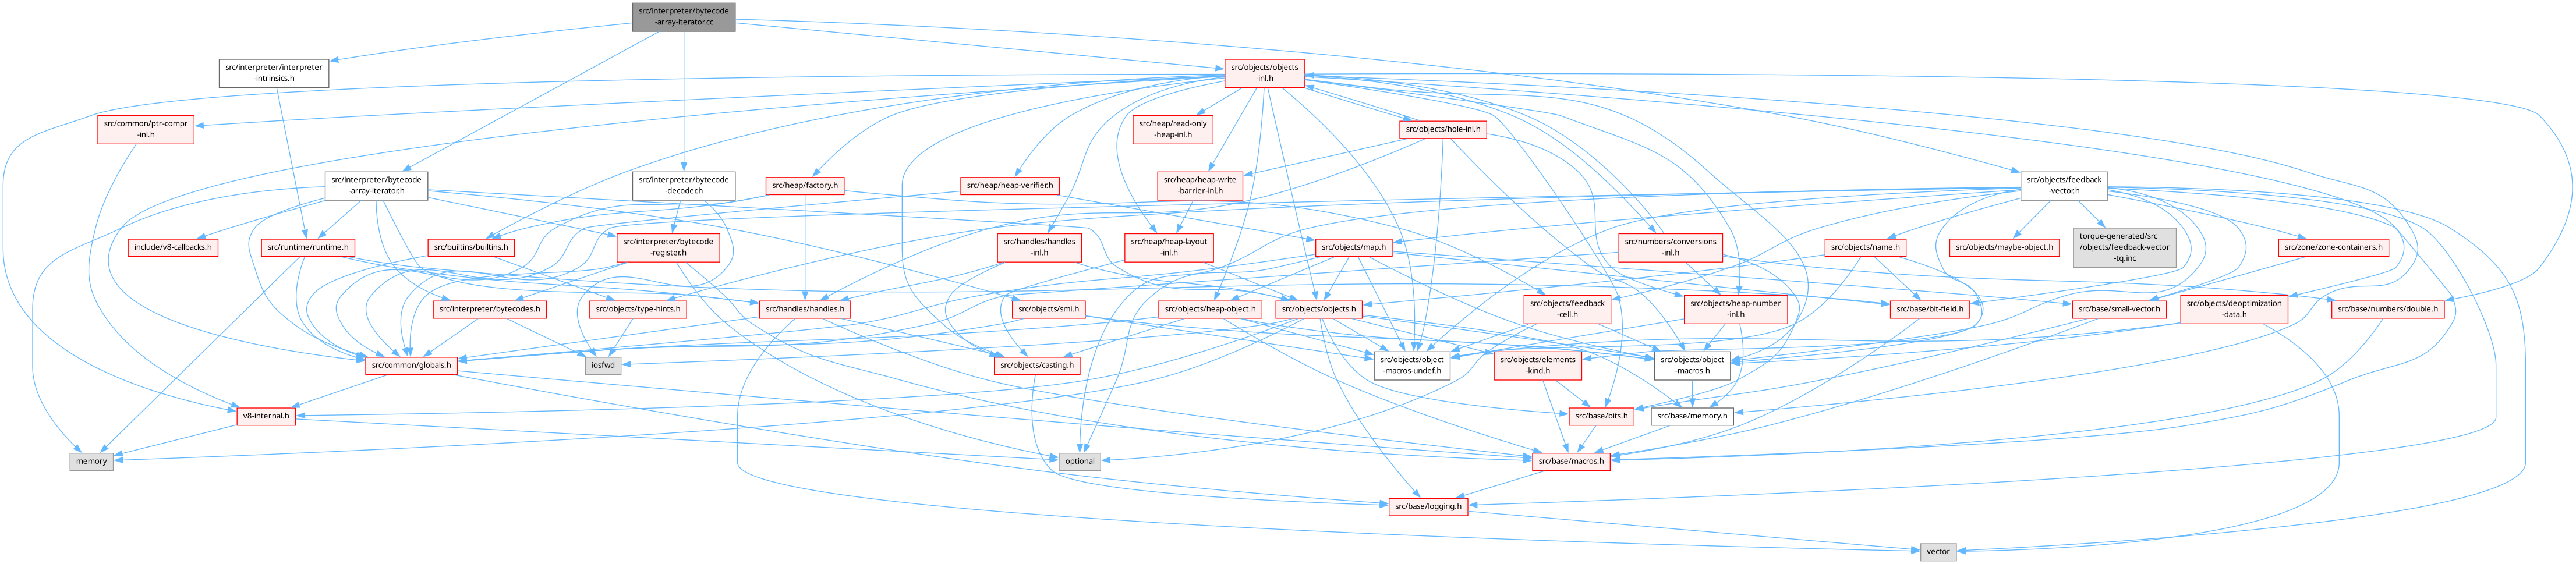 src/interpreter/bytecode
-array-iterator.cc
src/interpreter/interpreter
-intrinsics.h
src/objects/objects
-inl.h
src/common/ptr-compr
-inl.h
src/heap/read-only
-heap-inl.h
src/objects/hole-inl.h
src/interpreter/bytecode
-array-iterator.h
src/interpreter/bytecode
-decoder.h
src/heap/factory.h
src/heap/heap-verifier.h
src/heap/heap-write
-barrier-inl.h
src/objects/feedback
-vector.h
include/v8-callbacks.h
src/runtime/runtime.h
src/builtins/builtins.h
src/interpreter/bytecode
-register.h
src/handles/handles
-inl.h
src/heap/heap-layout
-inl.h
src/objects/map.h
src/numbers/conversions
-inl.h
src/objects/name.h
src/objects/maybe-object.h
torque-generated/src
/objects/feedback-vector
-tq.inc
src/zone/zone-containers.h
src/interpreter/bytecodes.h
src/objects/type-hints.h
src/handles/handles.h
src/objects/smi.h
src/objects/heap-object.h
src/objects/objects.h
src/objects/feedback
-cell.h
src/objects/heap-number
-inl.h
src/base/bit-field.h
src/base/small-vector.h
src/objects/deoptimization
-data.h
src/base/numbers/double.h
src/common/globals.h
iosfwd
src/objects/casting.h
src/objects/object
-macros-undef.h
src/objects/elements
-kind.h
src/objects/object
-macros.h
v8-internal.h
src/base/bits.h
src/base/memory.h
memory
optional
src/base/macros.h
src/base/logging.h
vector